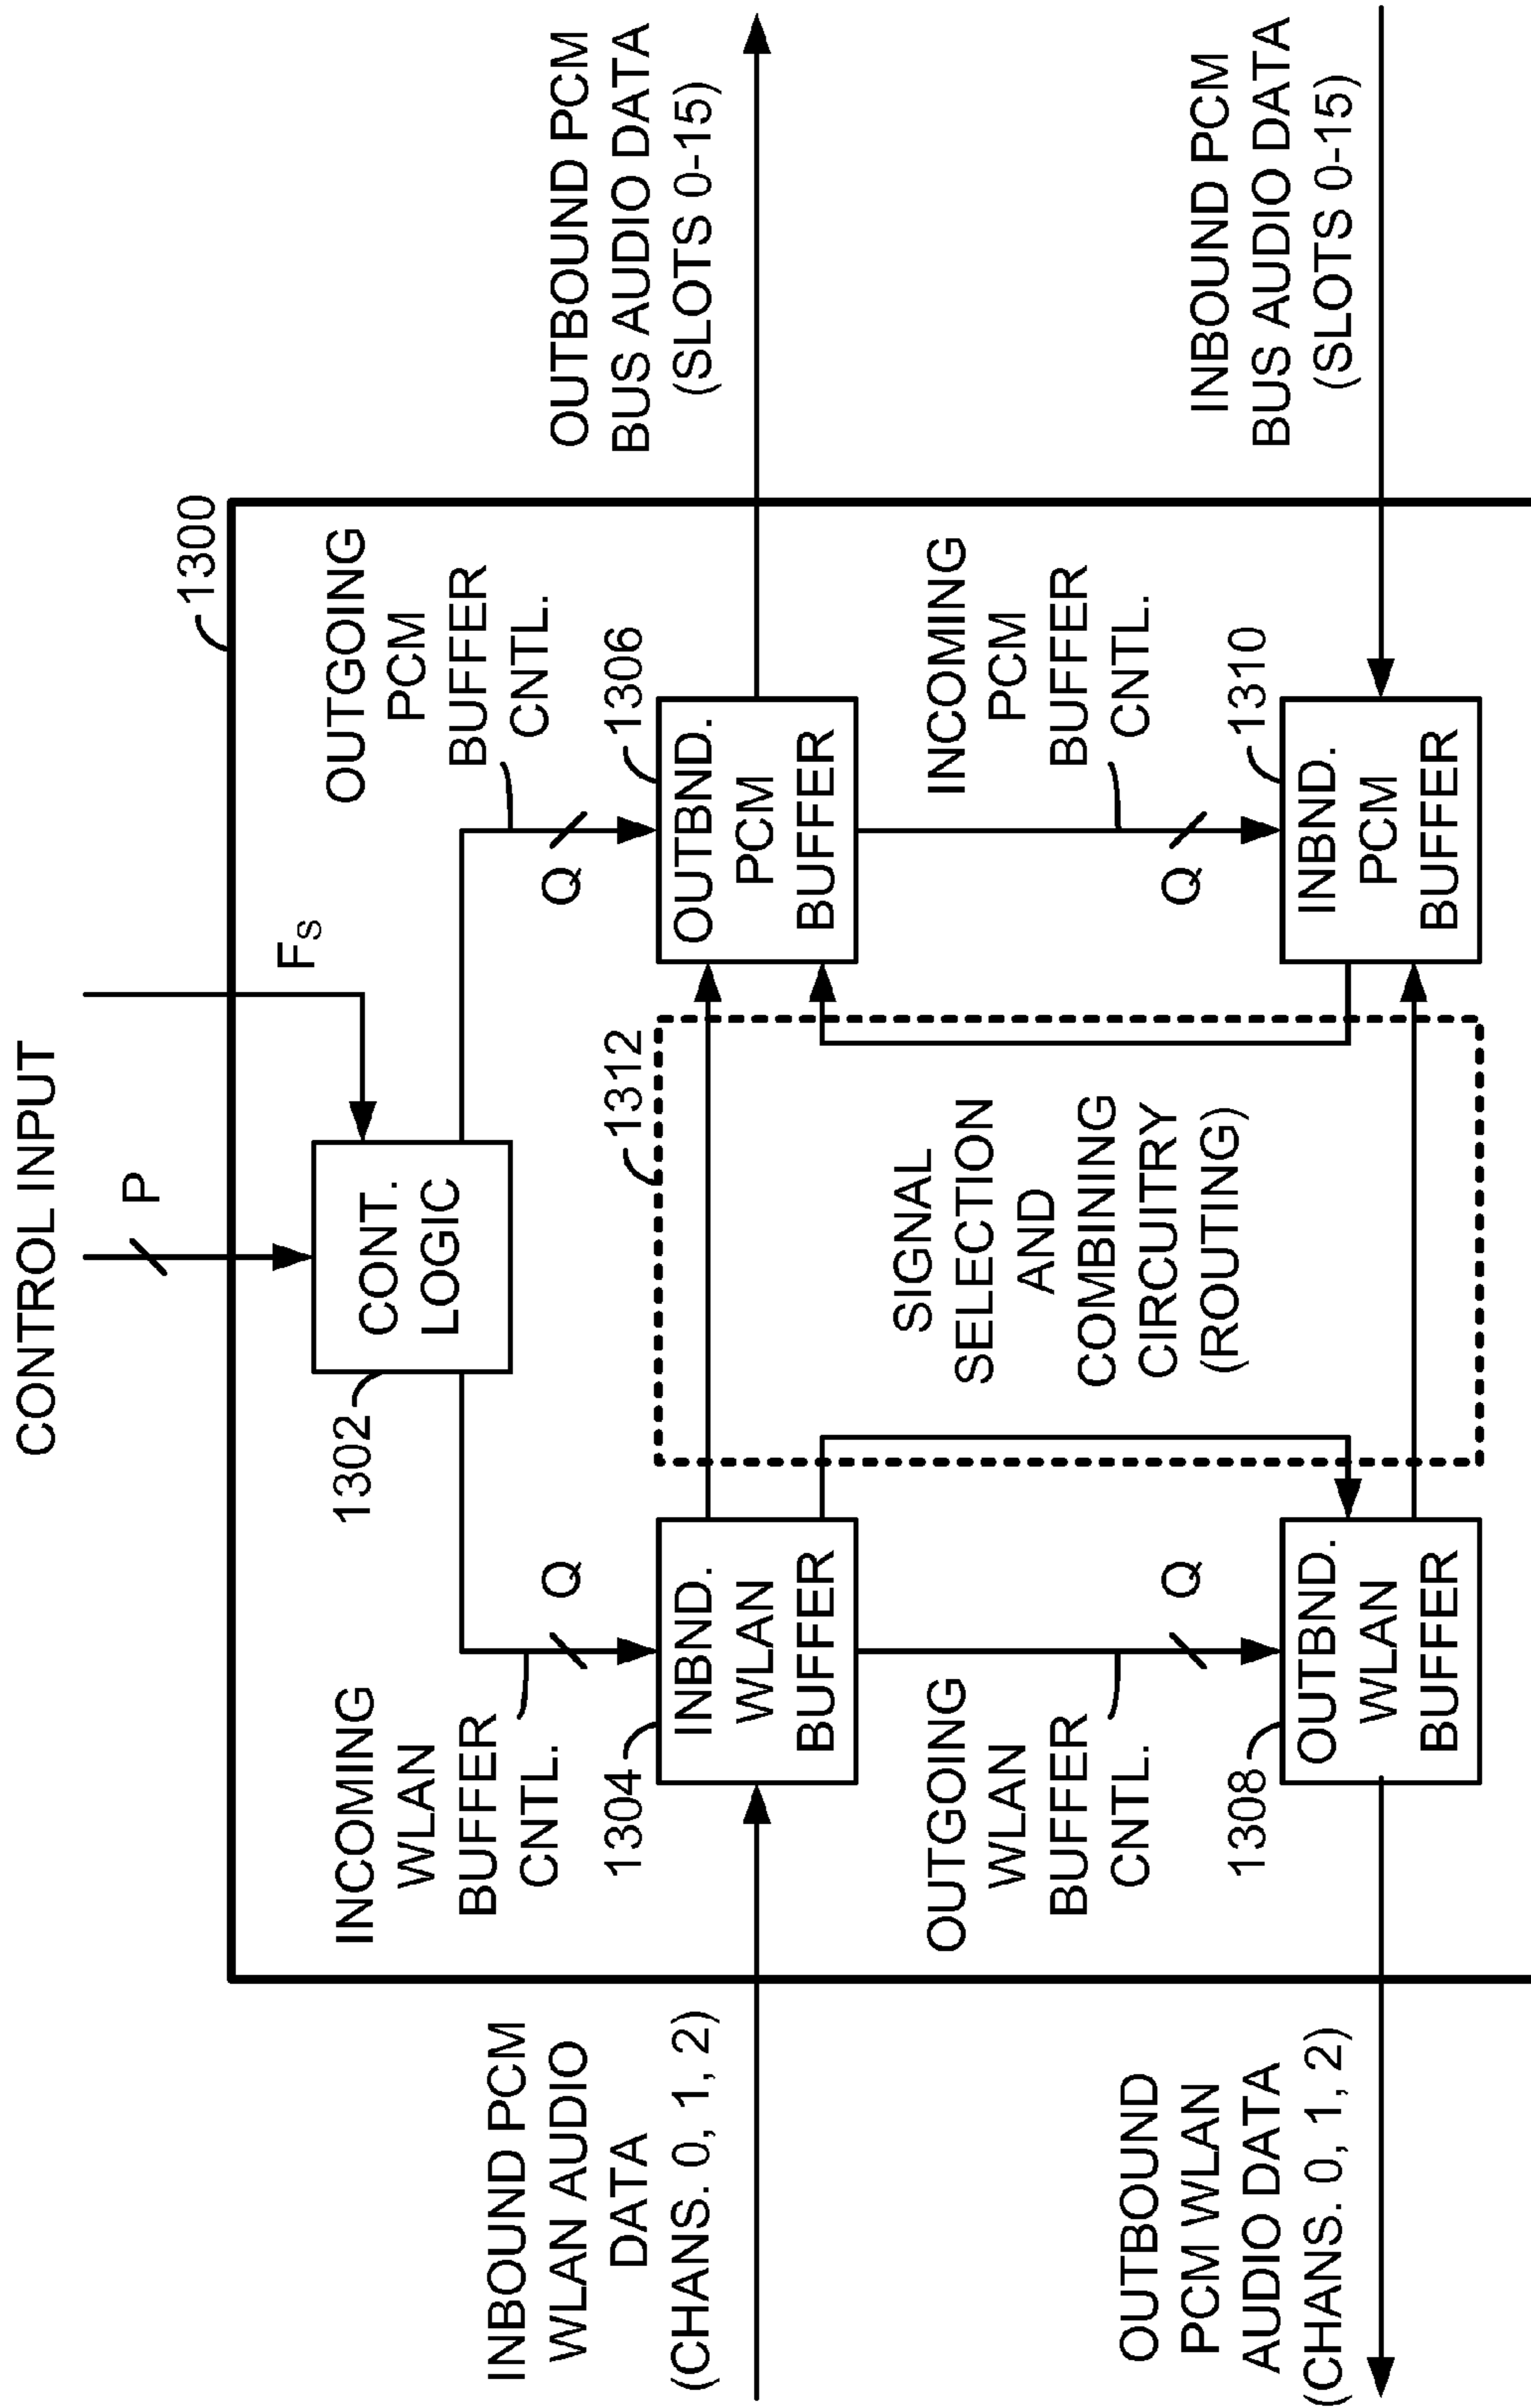 CONTROL INPUT
P
F_S
1300
1302
CONT.
LOGIC
INCOMING
WLAN
BUFFER
CNTL.
Q
OUTGOING
PCM
BUFFER
CNTL.
Q
INBOUND PCM
WLAN AUDIO
DATA
(CHANS. 0, 1, 2)
1304
INBND.
WLAN
BUFFER
1312
1306
OUTBND.
PCM
BUFFER
OUTBOUND PCM
BUS AUDIO DATA
(SLOTS 0-15)
SIGNAL
SELECTION
AND
COMBINING
CIRCUITRY
(ROUTING)
OUTGOING
WLAN
BUFFER
CNTL.
Q
INCOMING
PCM
BUFFER
CNTL.
Q
OUTBOUND
PCM WLAN
AUDIO DATA
(CHANS. 0, 1, 2)
1308
OUTBND.
WLAN
BUFFER
1310
INBND.
PCM
BUFFER
INBOUND PCM
BUS AUDIO DATA
(SLOTS 0-15)